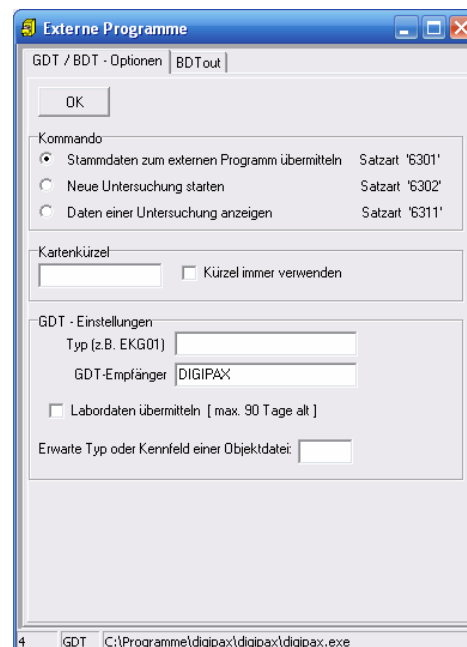 Externe Programme
GDT / BDT - Optionen BDTout
OK
Kommando
Stammdaten zum externen Programm übermitteln Satzart '6301'
Neue Untersuchung starten Satzart '6302'
Daten einer Untersuchung anzeigen Satzart '6311'
Kartenkürzel
Kürzel immer verwenden
GDT - Einstellungen
Typ (z.B. EKG01)
GDT-Empfänger DIGIPAX
Labordaten übermitteln [ max. 90 Tage alt ]
Erwarte Typ oder Kennfeld einer Objektdatei:
4 GDT C:\Programme\digipax\digipax\digipax.exe